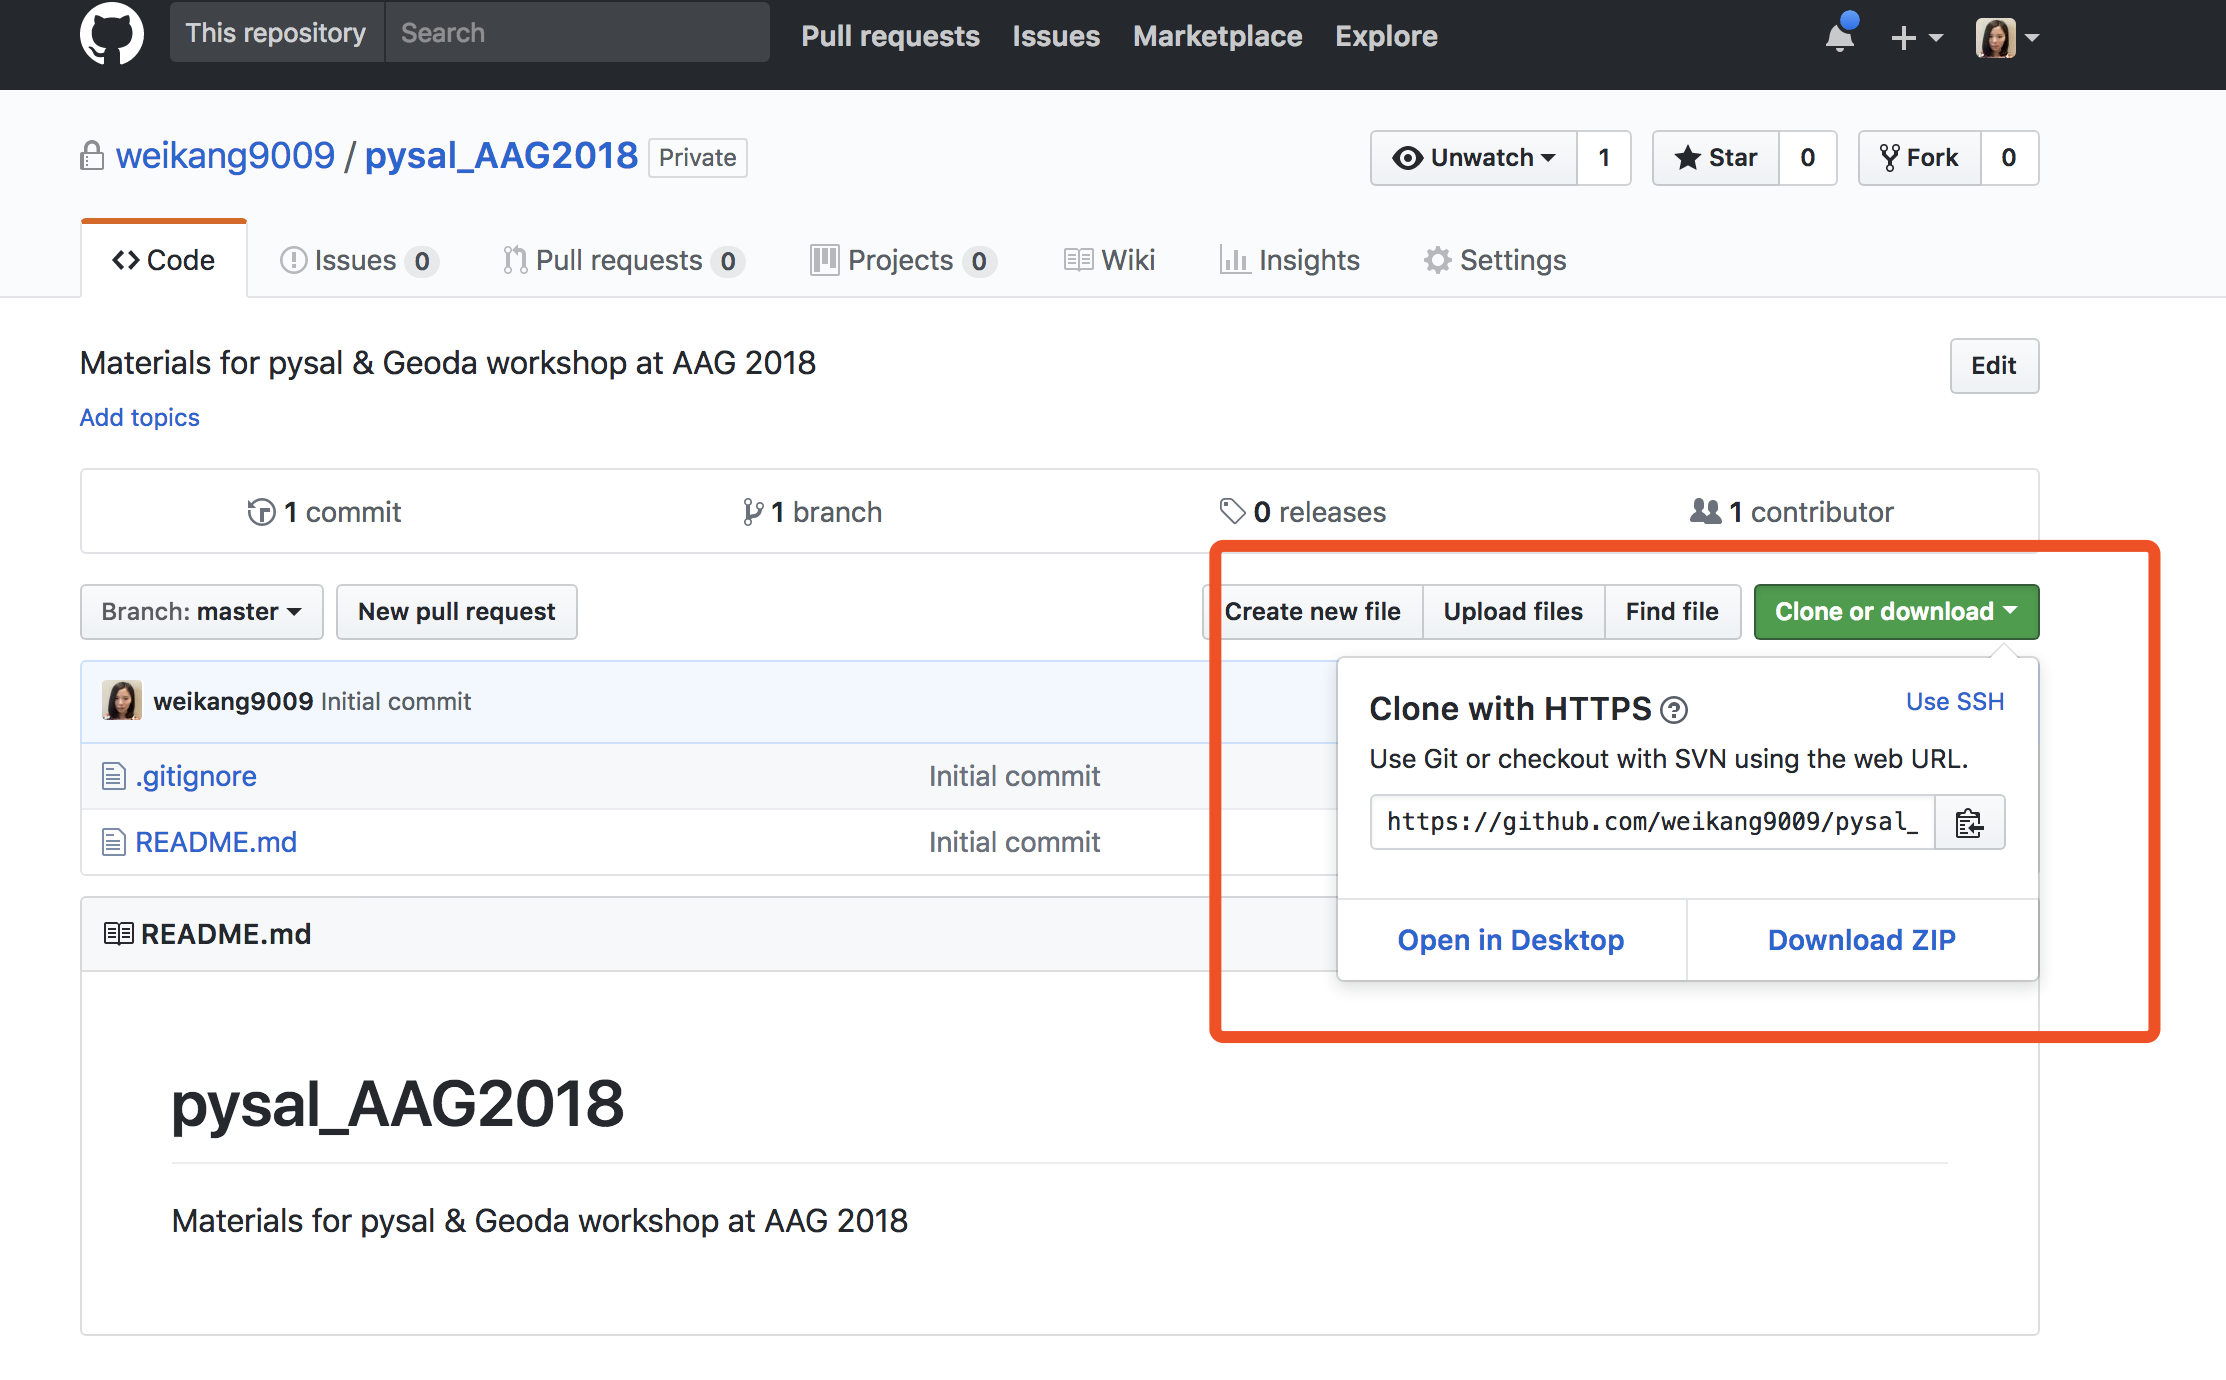 This repository Search Pull requests Issues Marketplace Explore
weikang9009 / pysal_AAG2018 Private Unwatch 1 Star 0 Fork 0
Code Issues 0 Pull requests 0 Projects 0 Wiki Insights Settings
Materials for pysal & Geoda workshop at AAG 2018 Edit
Add topics
1 commit 1 branch 0 releases 1 contributor
Branch: master New pull request Create new file Upload files Find file Clone or download
weikang9009 Initial commit
.gitignore Initial commit
README.md Initial commit
Clone with HTTPS Use SSH
Use Git or checkout with SVN using the web URL.
https://github.com/weikang9009/pysal_
Open in Desktop Download ZIP
README.md
pysal_AAG2018
Materials for pysal & Geoda workshop at AAG 2018